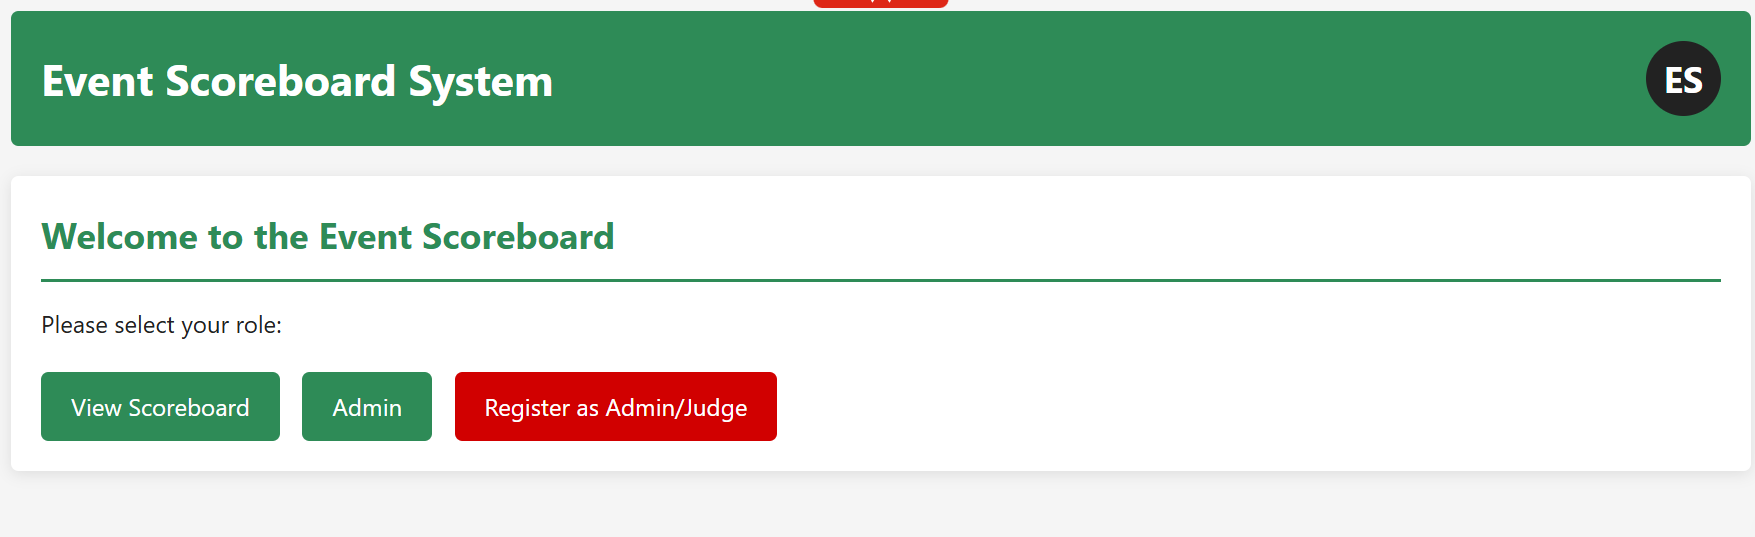 Event Scoreboard System
ES
Welcome to the Event Scoreboard
Please select your role:
View Scoreboard
Admin
Register as Admin/Judge